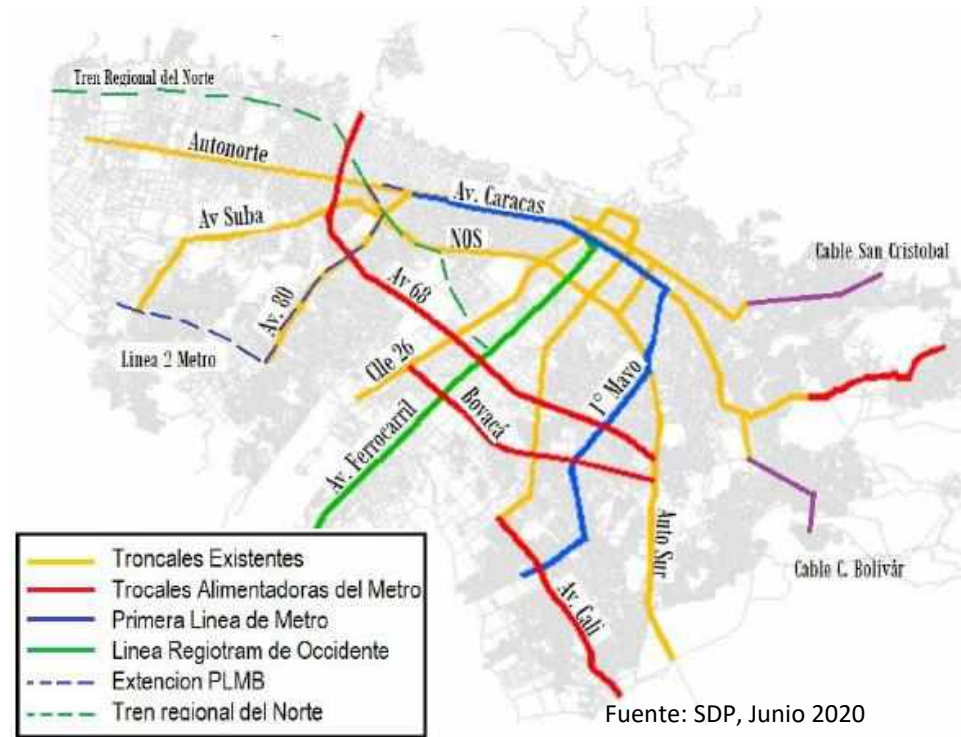 Tren Regional del Norte
Autonorte
Av. Caracas
Av Suba
NQS
Cable San Cristobal
Av 68
Av. 80
Linea 2 Metro
Clle 26
1° Mayo
Boyacá
Av. Ferrocarril
Auto Sur
Cable C. Bolivár
Av. Cali
Troncales Existentes
Trocales Alimentadoras del Metro
Primera Linea de Metro
Linea Regiotram de Occidente
Extencion PLMB
Tren regional del Norte
Fuente: SDP, Junio 2020